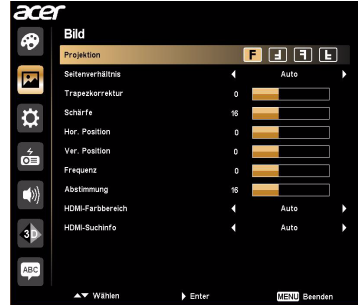 acer
Bild
Projektion F F F F
Seitenverhältnis Auto
Trapezkorrektur 0
Schärfe 16
Hor. Position 0
Ver. Position 0
Frequenz 0
Abstimmung 16
HDMI-Farbbereich Auto
HDMI-Suchinfo Auto
3D
ABC
Wählen Enter MENU Beenden